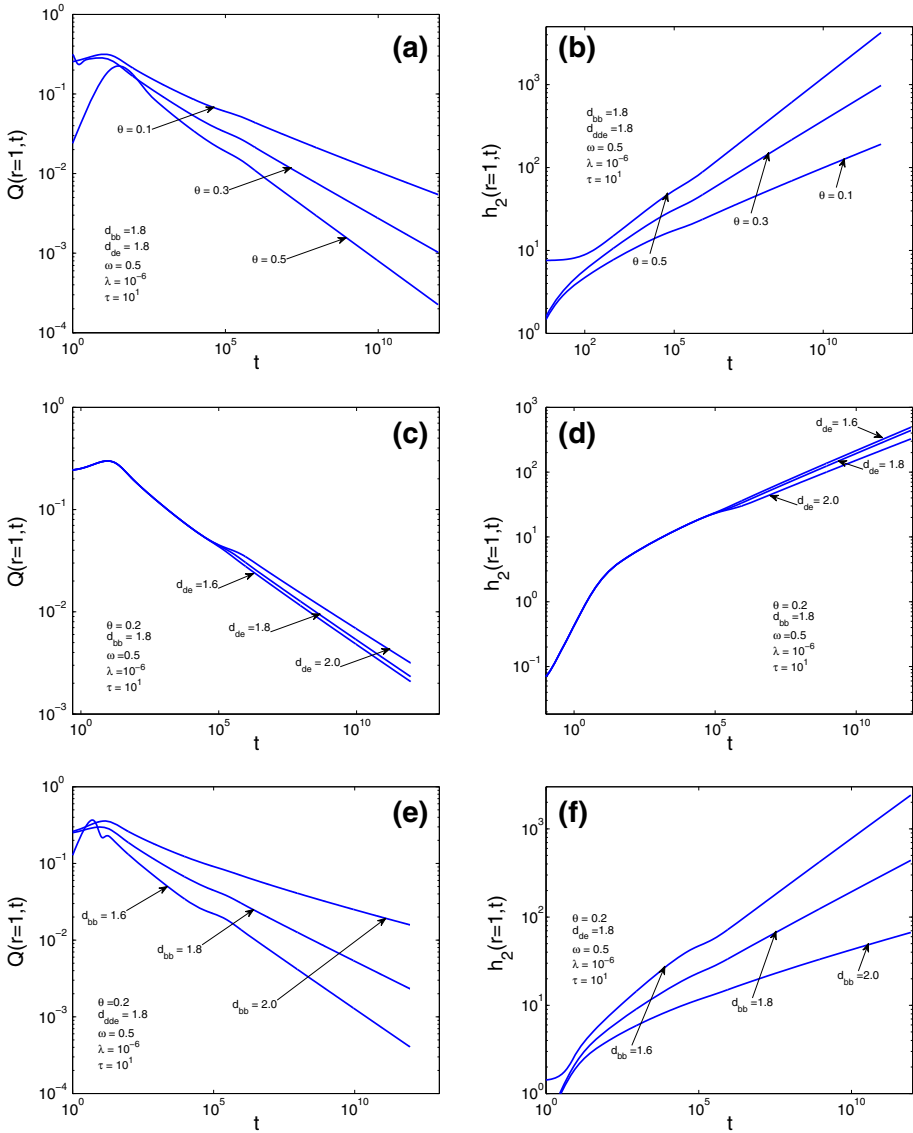 (a)
Q(r=1,t)
10^0
10^-1
10^-2
10^-3
10^-4
θ = 0.1
θ = 0.3
θ = 0.5
d_bb=1.8
d_de = 1.8
ω = 0.5
λ = 10^-6
τ = 10^1
10^0
10^5
10^10
t
(b)
h_2(r=1,t)
10^3
10^2
10^1
10^0
d_bb =1.8
d_dde =1.8
ω = 0.5
λ =10^-6
τ = 10^1
θ = 0.1
θ = 0.3
θ = 0.5
10^2
10^5
10^10
t
(c)
Q(r=1,t)
10^0
10^-1
10^-2
10^-3
d_de = 1.6
d_de = 1.8
d_de = 2.0
θ = 0.2
d_bb = 1.8
ω =0.5
λ =10^-6
τ = 10^1
10^0
10^5
10^10
t
(d)
h_2(r=1,t)
10^3
10^2
10^1
10^0
10^-1
d_de = 1.6
d_de = 1.8
d_de = 2.0
θ = 0.2
d_bb =1.8
ω =0.5
λ =10^-6
τ = 10^1
10^0
10^5
10^10
t
(e)
Q(r=1,t)
10^0
10^-1
10^-2
10^-3
10^-4
d_bb = 1.6
d_bb = 1.8
d_bb = 2.0
θ =0.2
d_dde = 1.8
ω = 0.5
λ = 10^-6
τ = 10^1
10^0
10^5
10^10
t
(f)
h_2(r=1,t)
10^3
10^2
10^1
10^0
θ = 0.2
d_de =1.8
ω = 0.5
λ =10^-6
τ = 10^1
d_bb = 2.0
d_bb =1.8
d_bb =1.6
10^0
10^5
10^10
t